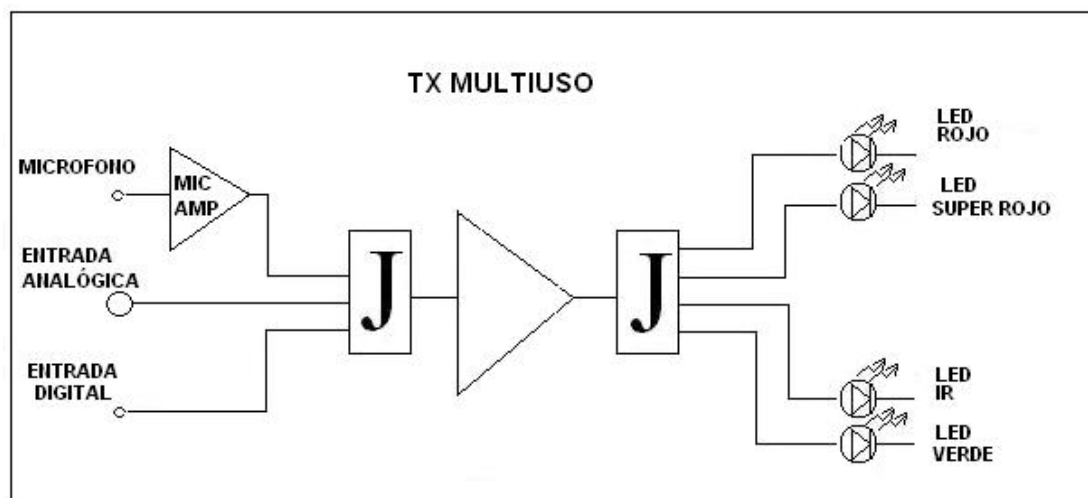 TX MULTIUSO
MICROFONO
MIC
AMP
ENTRADA
ANALÓGICA
ENTRADA
DIGITAL
J
J
LED
ROJO
LED
SUPER ROJO
LED
IR
LED
VERDE